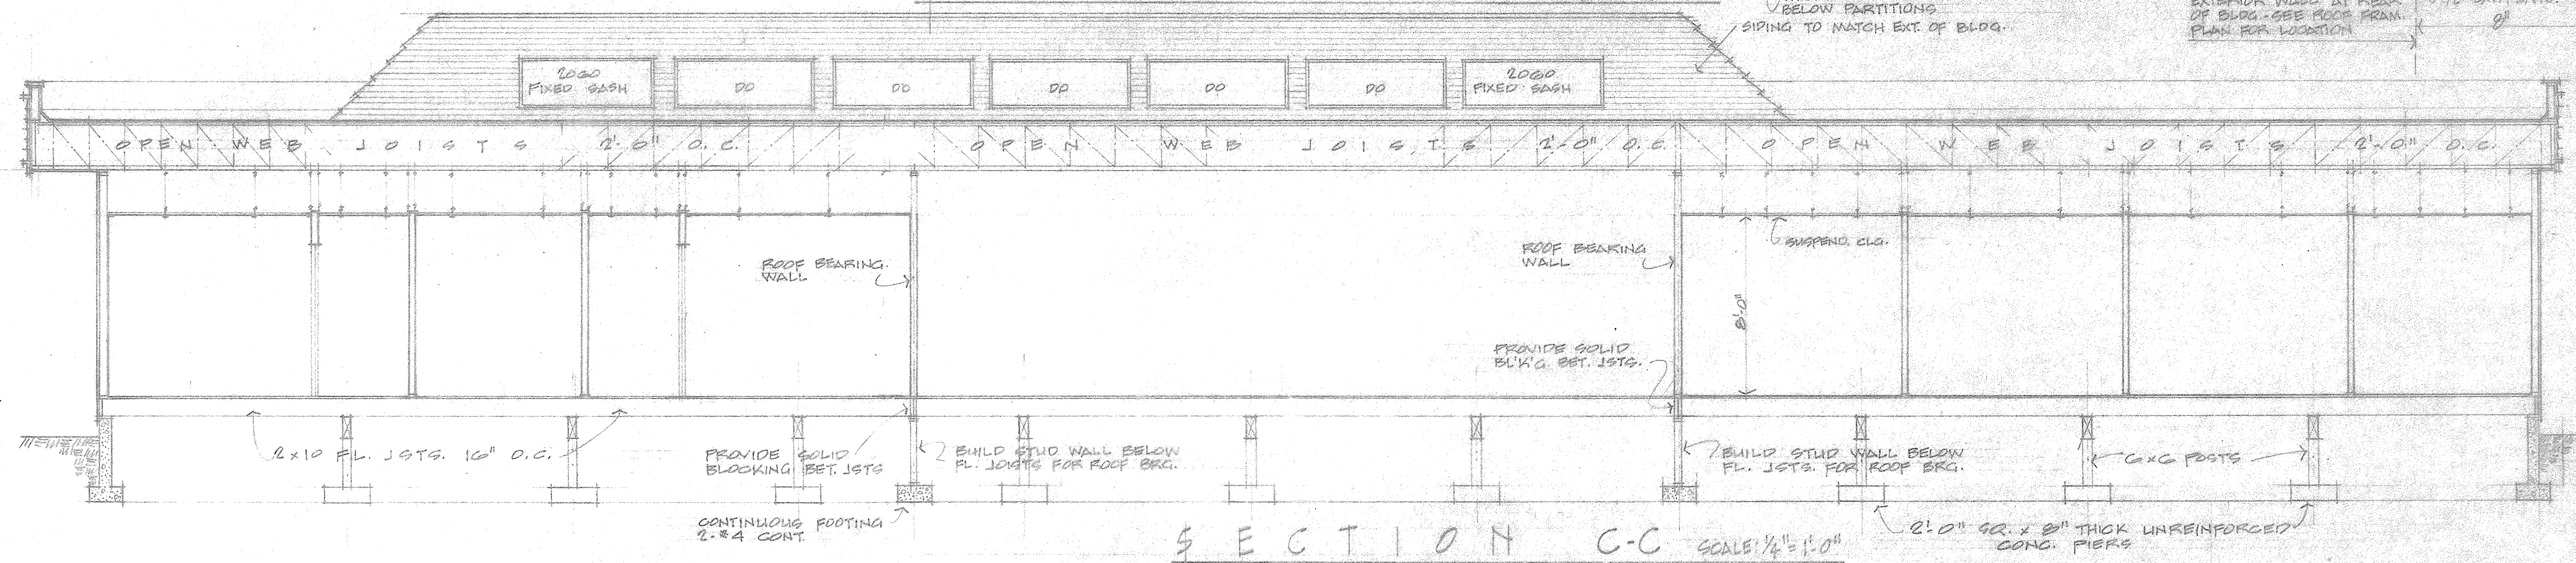 BELOW PARTITIONS
SIDING TO MATCH EXT. OF BLDG.
EXTERIOR WALL AT REAR
OF BLDG - SEE ROOF FRAM.
PLAN FOR LOCATION
8"
2060
FIXED SASH
DO
DO
DO
DO
DO
2060
FIXED SASH
OPEN WEB JOISTS 2'-0" O.C.
OPEN WEB JOISTS 2'-0" O.C.
OPEN WEB JOISTS 2'-0" O.C.
ROOF BEARING
WALL
ROOF BEARING
WALL
SUSPEND. CLG.
8'-0"
PROVIDE SOLID
BL'K'G. BET. JSTS.
2x10 FL. JSTS. 16" O.C.
PROVIDE SOLID
BLOCKING BET. JSTS
BUILD STUD WALL BELOW
FL. JOISTS FOR ROOF BRG.
BUILD STUD WALL BELOW
FL. JSTS. FOR ROOF BRG.
6x6 POSTS
CONTINUOUS FOOTING
2-#4 CONT.
SECTION C-C SCALE: 1/4"=1'-0"
2'-0" SQ. x 8" THICK UNREINFORCED
CONC. PIERS